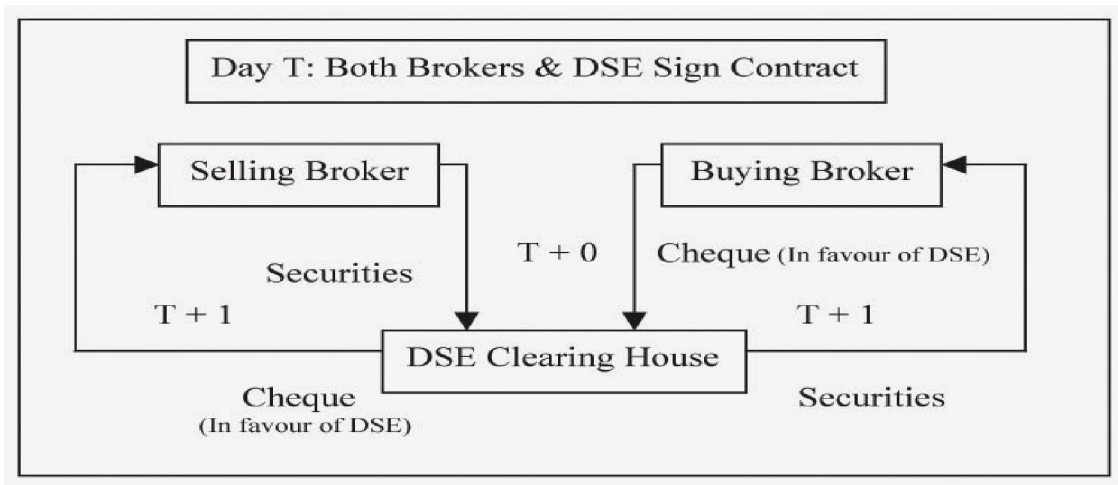 Day T: Both Brokers & DSE Sign Contract
Selling Broker
Buying Broker
T + 0
Cheque (In favour of DSE)
Securities
T + 1
T + 1
DSE Clearing House
Cheque
(In favour of DSE)
Securities